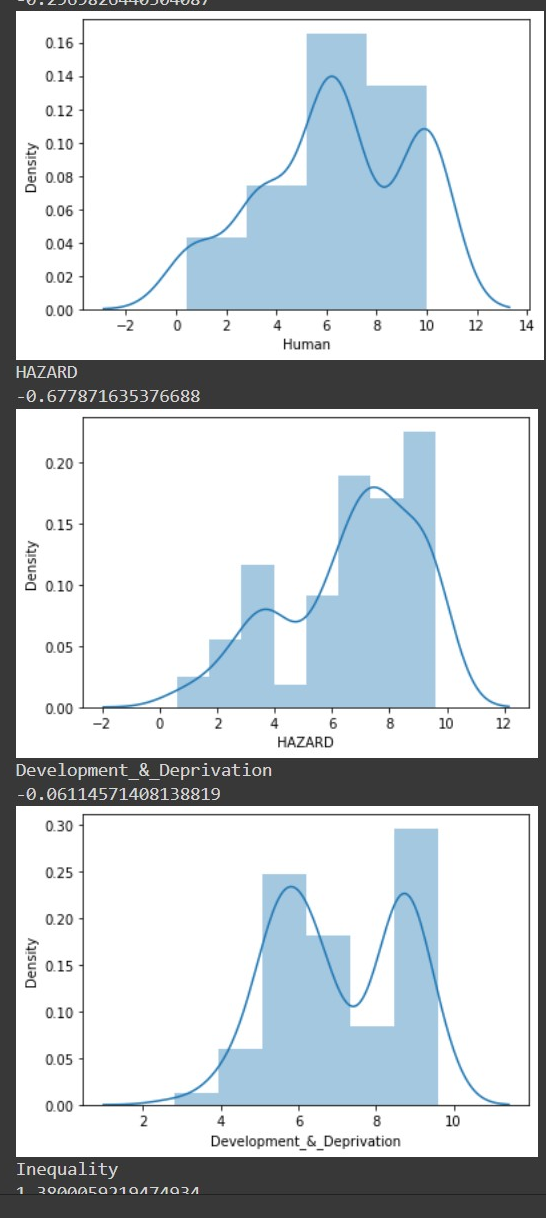 -0.2969826440504087
0.16
0.14
0.12
0.10
0.08
0.06
0.04
0.02
0.00
Density
−2 0 2 4 6 8 10 12 14
Human
HAZARD
-0.677871635376688
0.20
0.15
0.10
0.05
0.00
Density
−2 0 2 4 6 8 10 12
HAZARD
Development_&_Deprivation
-0.06114571408138819
0.30
0.25
0.20
0.15
0.10
0.05
0.00
Density
2 4 6 8 10
Development_&_Deprivation
Inequality
1.3800059219474934